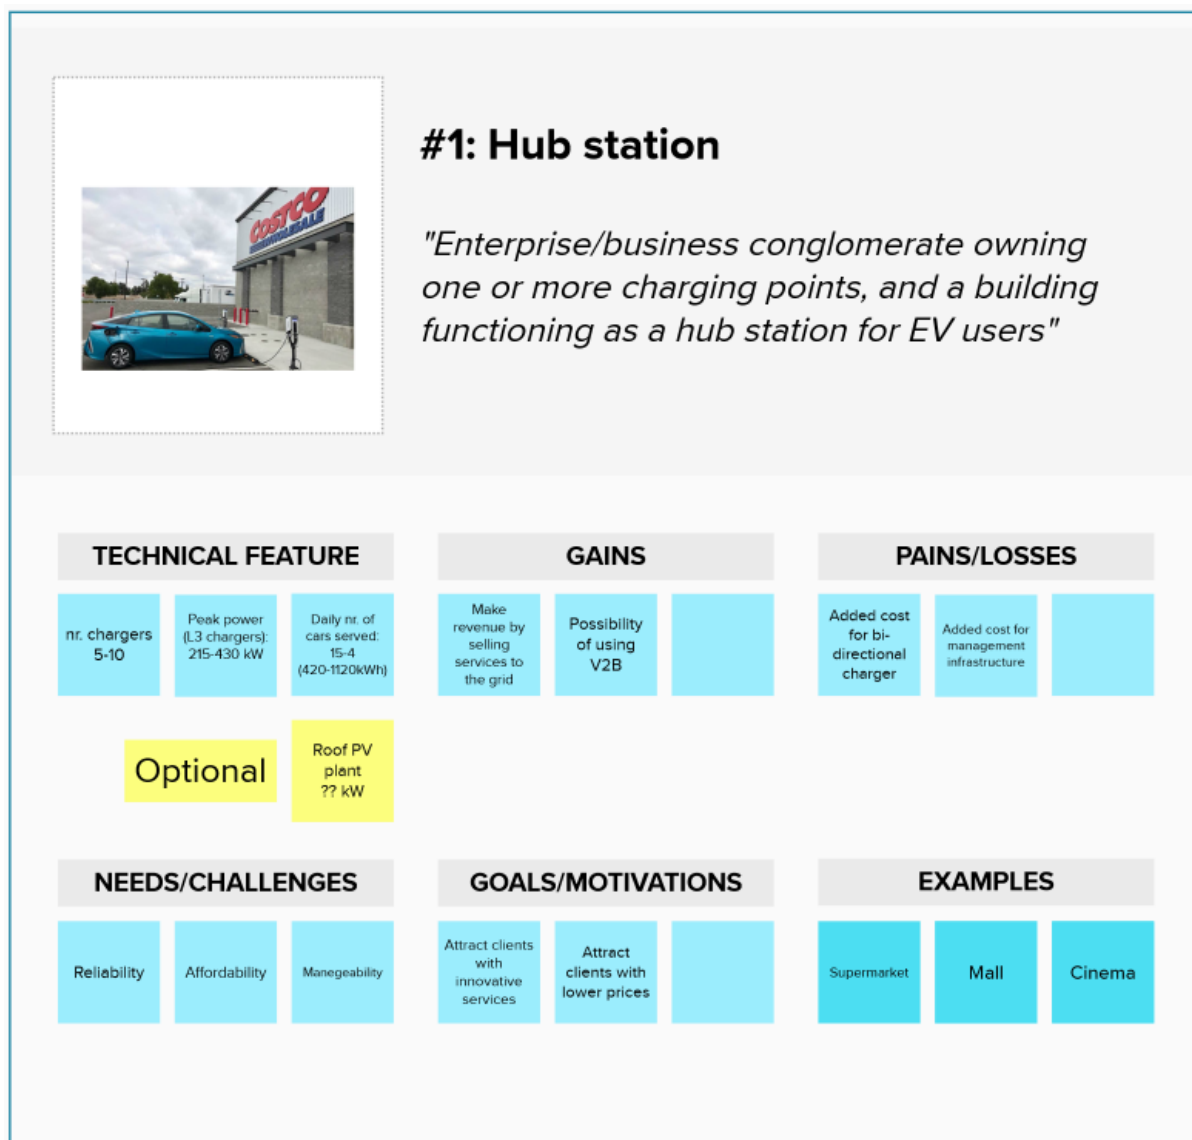 #1: Hub station
"Enterprise/business conglomerate owning
one or more charging points, and a building
functioning as a hub station for EV users"
COSTCO
WHOLESALE
TECHNICAL FEATURE
nr. chargers
5-10
Peak power
(L3 chargers):
215-430 kW
Daily nr. of
cars served:
15-4
(420-1120kWh)
Optional
Roof PV
plant
?? kW
GAINS
Make
revenue by
selling
services to
the grid
Possibility
of using
V2B
PAINS/LOSSES
Added cost
for bi-
directional
charger
Added cost for
management
infrastructure
NEEDS/CHALLENGES
Reliability
Affordability
Manegeability
GOALS/MOTIVATIONS
Attract clients
with
innovative
services
Attract
clients with
lower prices
EXAMPLES
Supermarket
Mall
Cinema